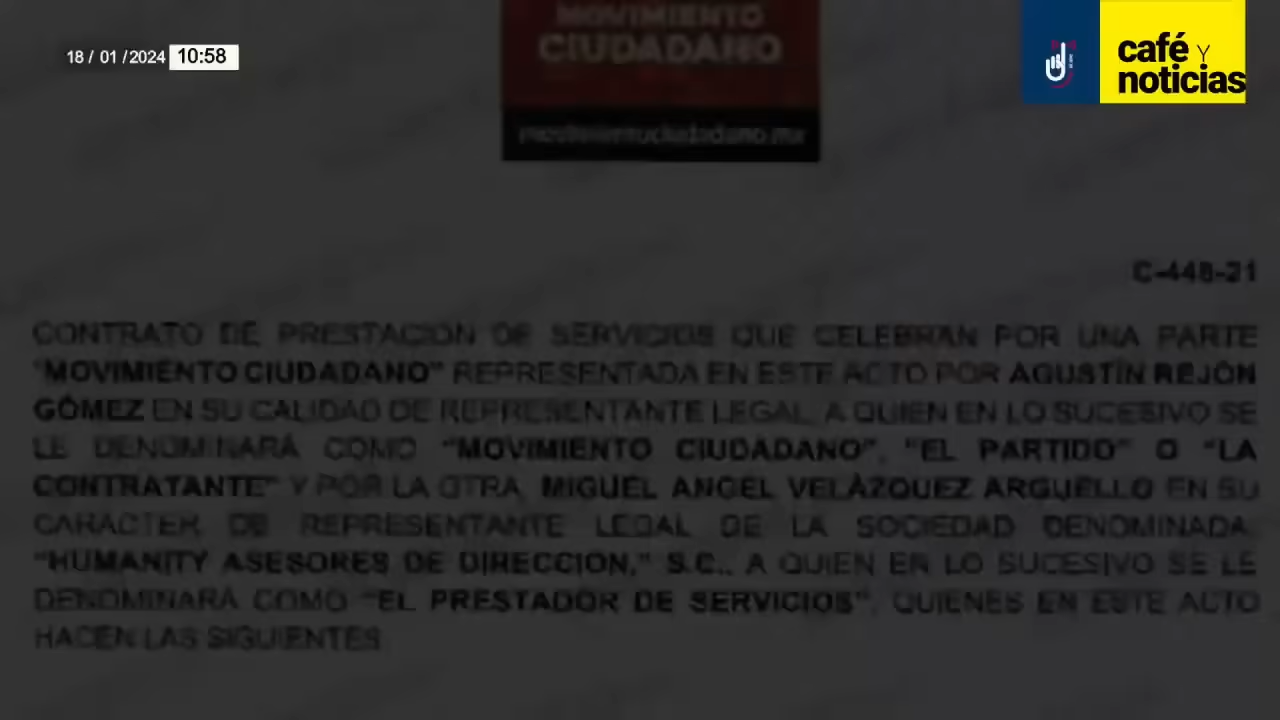 18 / 01 /2024 10:58
café Y
noticias
MOVIMIENTO
CIUDADANO
movimientociudadano.mx
C-448-21
CONTRATO DE PRESTACIÓN DE SERVICIOS QUE CELEBRAN POR UNA PARTE
"MOVIMIENTO CIUDADANO" REPRESENTADA EN ESTE ACTO POR AGUSTÍN REJÓN
GÓMEZ EN SU CALIDAD DE REPRESENTANTE LEGAL, A QUIEN EN LO SUCESIVO SE
LE DENOMINARÁ COMO "MOVIMIENTO CIUDADANO", "EL PARTIDO" O "LA
CONTRATANTE" Y POR LA OTRA, MIGUEL ANGEL VELÁZQUEZ ARGUELLO EN SU
CARÁCTER DE REPRESENTANTE LEGAL DE LA SOCIEDAD DENOMINADA,
"HUMANITY ASESORES DE DIRECCION," S.C., A QUIEN EN LO SUCESIVO SE LE
DENOMINARÁ COMO "EL PRESTADOR DE SERVICIOS", QUIENES EN ESTE ACTO
HACEN LAS SIGUIENTES